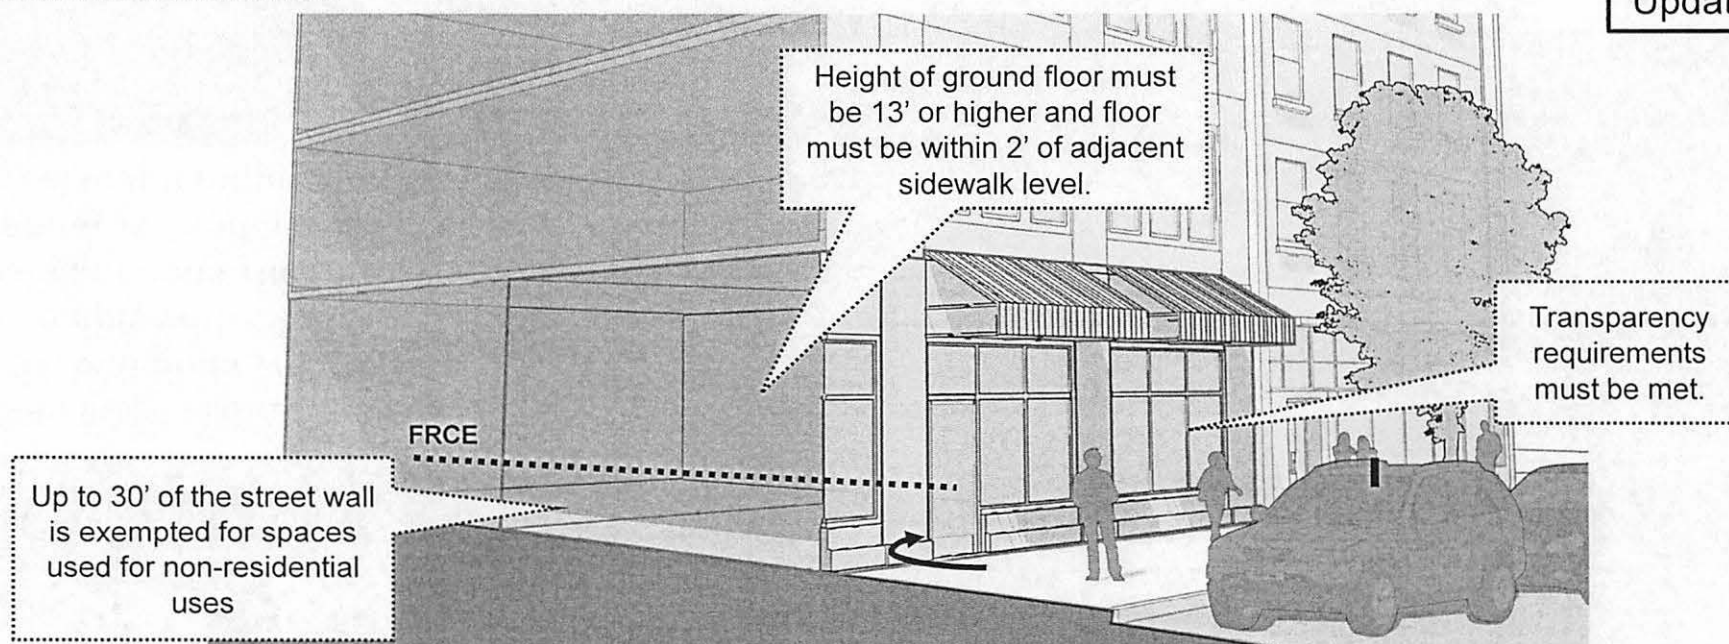 Height of ground floor must
be 13' or higher and floor
must be within 2' of adjacent
sidewalk level.
Transparency
requirements
must be met.
FRCE
Up to 30' of the street wall
is exempted for spaces
used for non-residential
uses